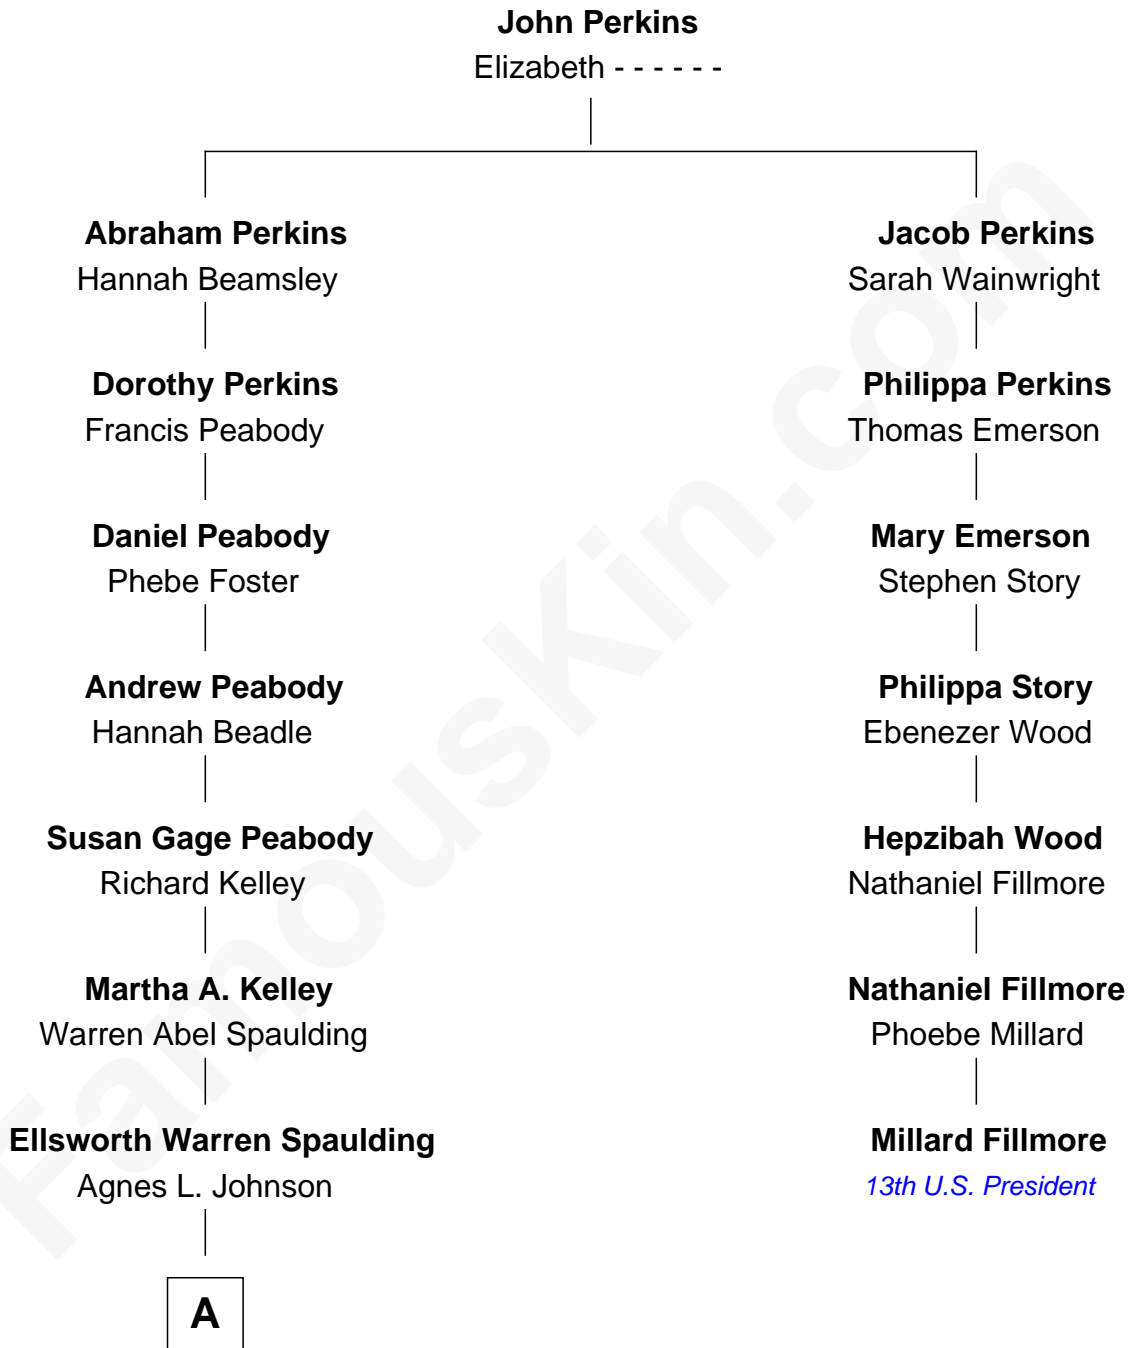 John Perkins
Elizabeth - - - - - -
Abraham Perkins
Hannah Beamsley
Jacob Perkins
Sarah Wainwright
Dorothy Perkins
Francis Peabody
Philippa Perkins
Thomas Emerson
Daniel Peabody
Phebe Foster
Mary Emerson
Stephen Story
Andrew Peabody
Hannah Beadle
Philippa Story
Ebenezer Wood
Susan Gage Peabody
Richard Kelley
Hepzibah Wood
Nathaniel Fillmore
Martha A. Kelley
Warren Abel Spaulding
Nathaniel Fillmore
Phoebe Millard
Ellsworth Warren Spaulding
Agnes L. Johnson
Millard Fillmore
13th U.S. President
A
FamousKin.com